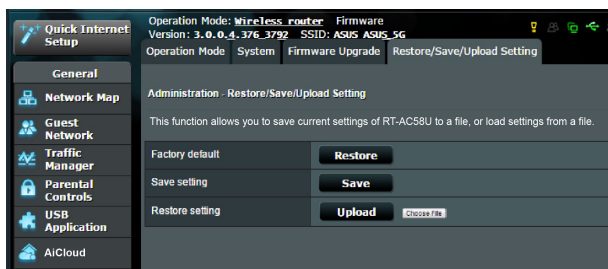 Quick Internet
Setup
Operation Mode: Wireless router Firmware
Version: 3.0.0.4.376_3792 SSID: ASUS ASUS_5G
Operation Mode System Firmware Upgrade Restore/Save/Upload Setting
General
Network Map
Guest
Network
Traffic
Manager
Parental
Controls
USB
Application
AiCloud
Administration - Restore/Save/Upload Setting
This function allows you to save current settings of RT-AC58U to a file, or load settings from a file.
Factory default Restore
Save setting Save
Restore setting Upload Choose File